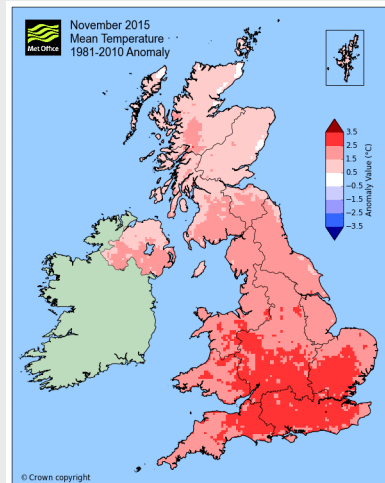 Met Office
November 2015
Mean Temperature
1981-2010 Anomaly
3.5
2.5
1.5
0.5
−0.5
−1.5
−2.5
−3.5
Anomaly Value (°C)
© Crown copyright